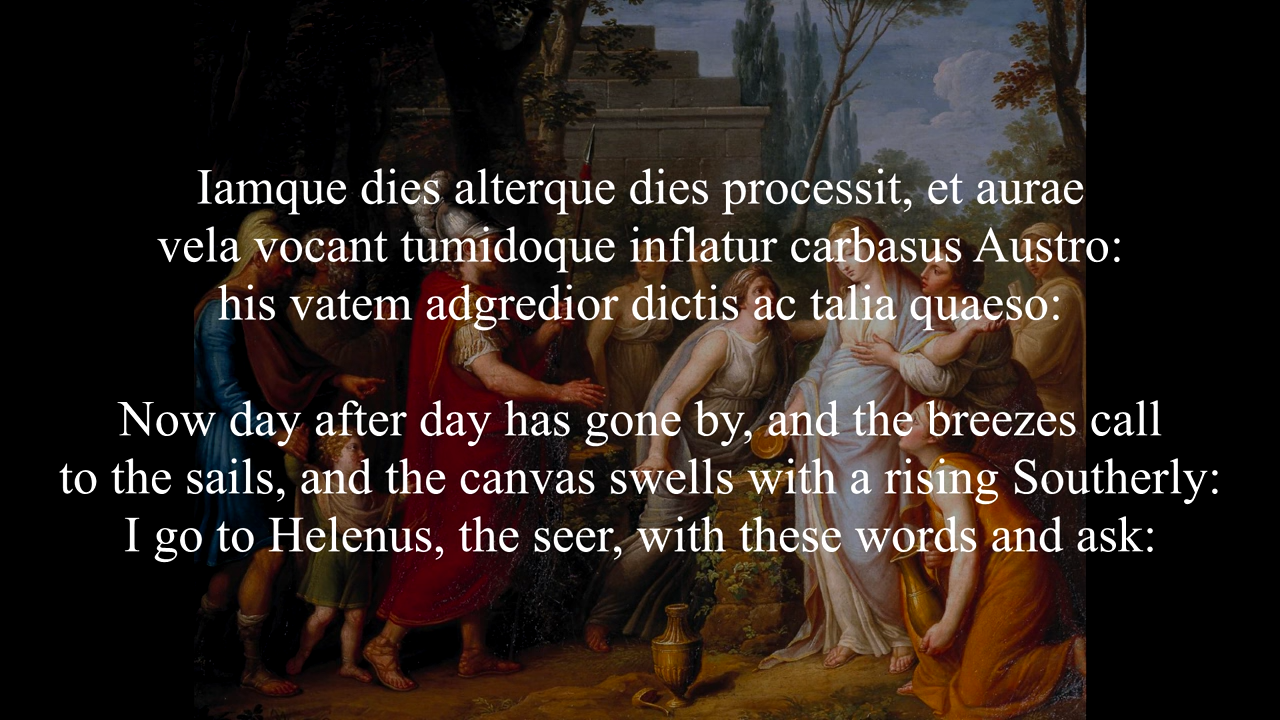 Iamque dies alterque dies processit, et aurae
vela vocant tumidoque inflatur carbasus Austro:
his vatem adgredior dictis ac talia quaeso:
Now day after day has gone by, and the breezes call
to the sails, and the canvas swells with a rising Southerly:
I go to Helenus, the seer, with these words and ask: